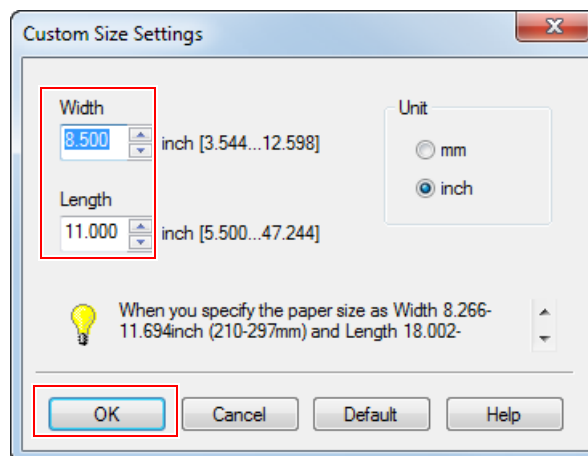 Custom Size Settings
Width
8.500 inch [3.544...12.598]
Length
11.000 inch [5.500...47.244]
Unit
mm
inch
When you specify the paper size as Width 8.266-
11.694inch (210-297mm) and Length 18.002-
OK Cancel Default Help